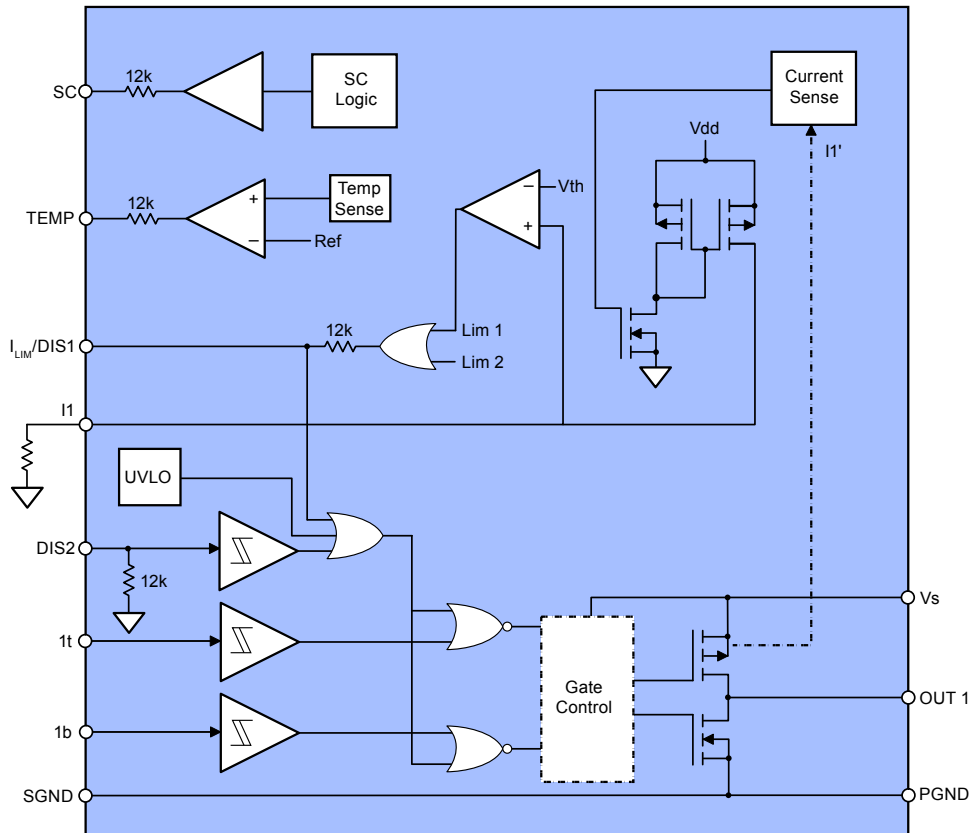 SC
12k
SC
Logic
Current
Sense
Vdd
I1'
TEMP
12k
+
−
Temp
Sense
Ref
−
Vth
+
I_LIM/DIS1
12k
Lim 1
Lim 2
I1
UVLO
DIS2
12k
1t
1b
Gate
Control
Vs
OUT 1
SGND
PGND